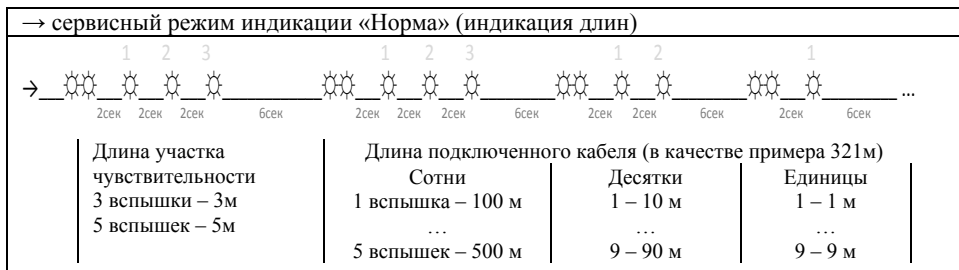 → сервисный режим индикации «Норма» (индикация длин)
1 2 3 1 2 3 1 2 1
→ ...
2сек 2сек 2сек 6сек 2сек 2сек 2сек 6сек 2сек 2сек 6сек 2сек 6сек
Длина участка
чувствительности
3 вспышки – 3м
5 вспышек – 5м
Длина подключенного кабеля (в качестве примера 321м)
Сотни
1 вспышка – 100 м
…
5 вспышек – 500 м
Десятки
1 – 10 м
…
9 – 90 м
Единицы
1 – 1 м
…
9 – 9 м